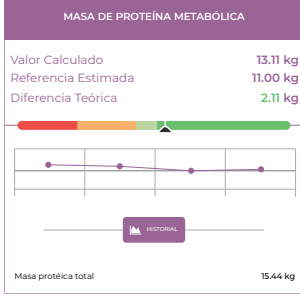 MASA DE PROTEÍNA METABÓLICA
Valor Calculado 13.11 kg
Referencia Estimada 11.00 kg
Diferencia Teórica 2.11 kg
HISTORIAL
Masa protéica total 15.44 kg